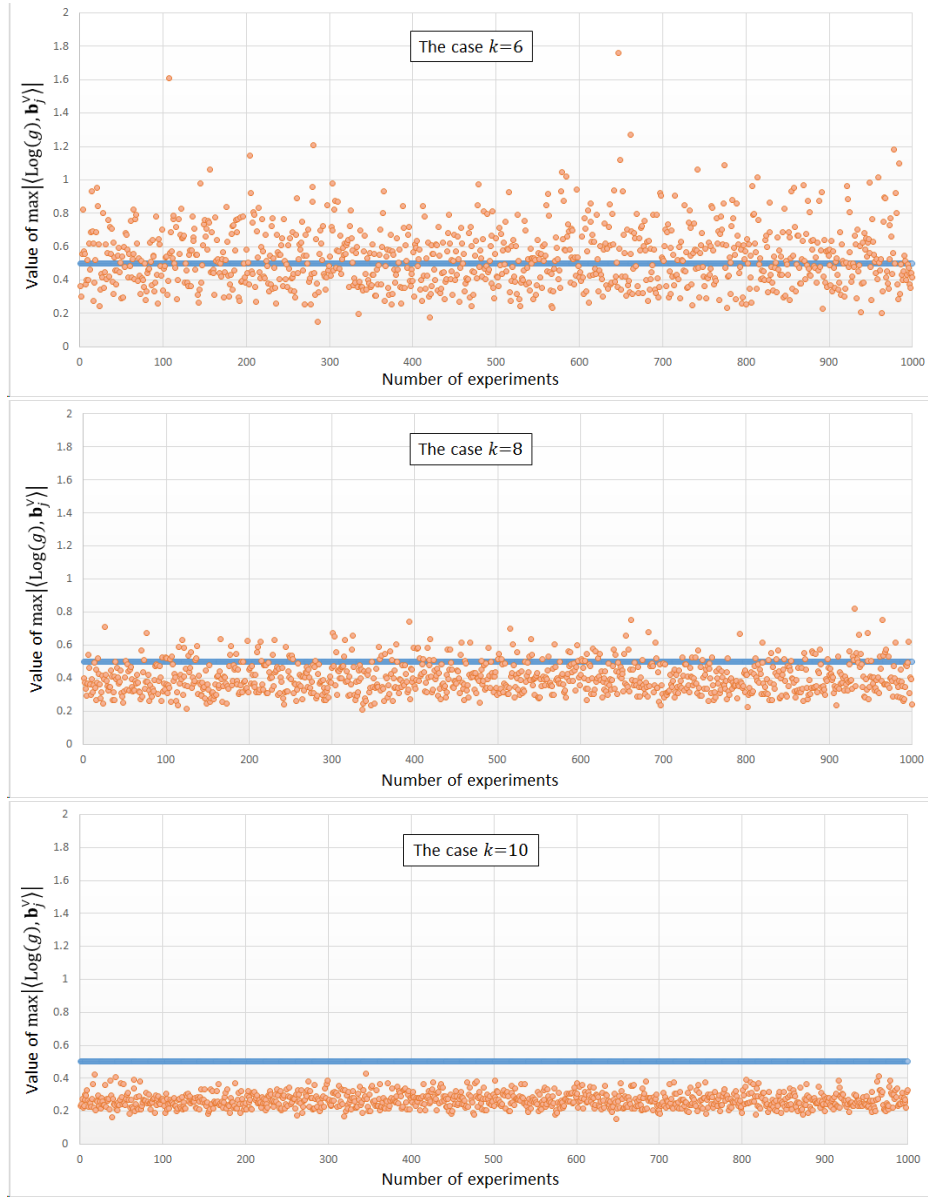 The case k=6
Value of max|⟨Log(g), b_j^∨⟩|
2
1.8
1.6
1.4
1.2
1
0.8
0.6
0.4
0.2
0
0 100 200 300 400 500 600 700 800 900 1000
Number of experiments
The case k=8
Value of max|⟨Log(g), b_j^∨⟩|
2
1.8
1.6
1.4
1.2
1
0.8
0.6
0.4
0.2
0
0 100 200 300 400 500 600 700 800 900 1000
Number of experiments
The case k=10
Value of max|⟨Log(g), b_j^∨⟩|
2
1.8
1.6
1.4
1.2
1
0.8
0.6
0.4
0.2
0
0 100 200 300 400 500 600 700 800 900 1000
Number of experiments